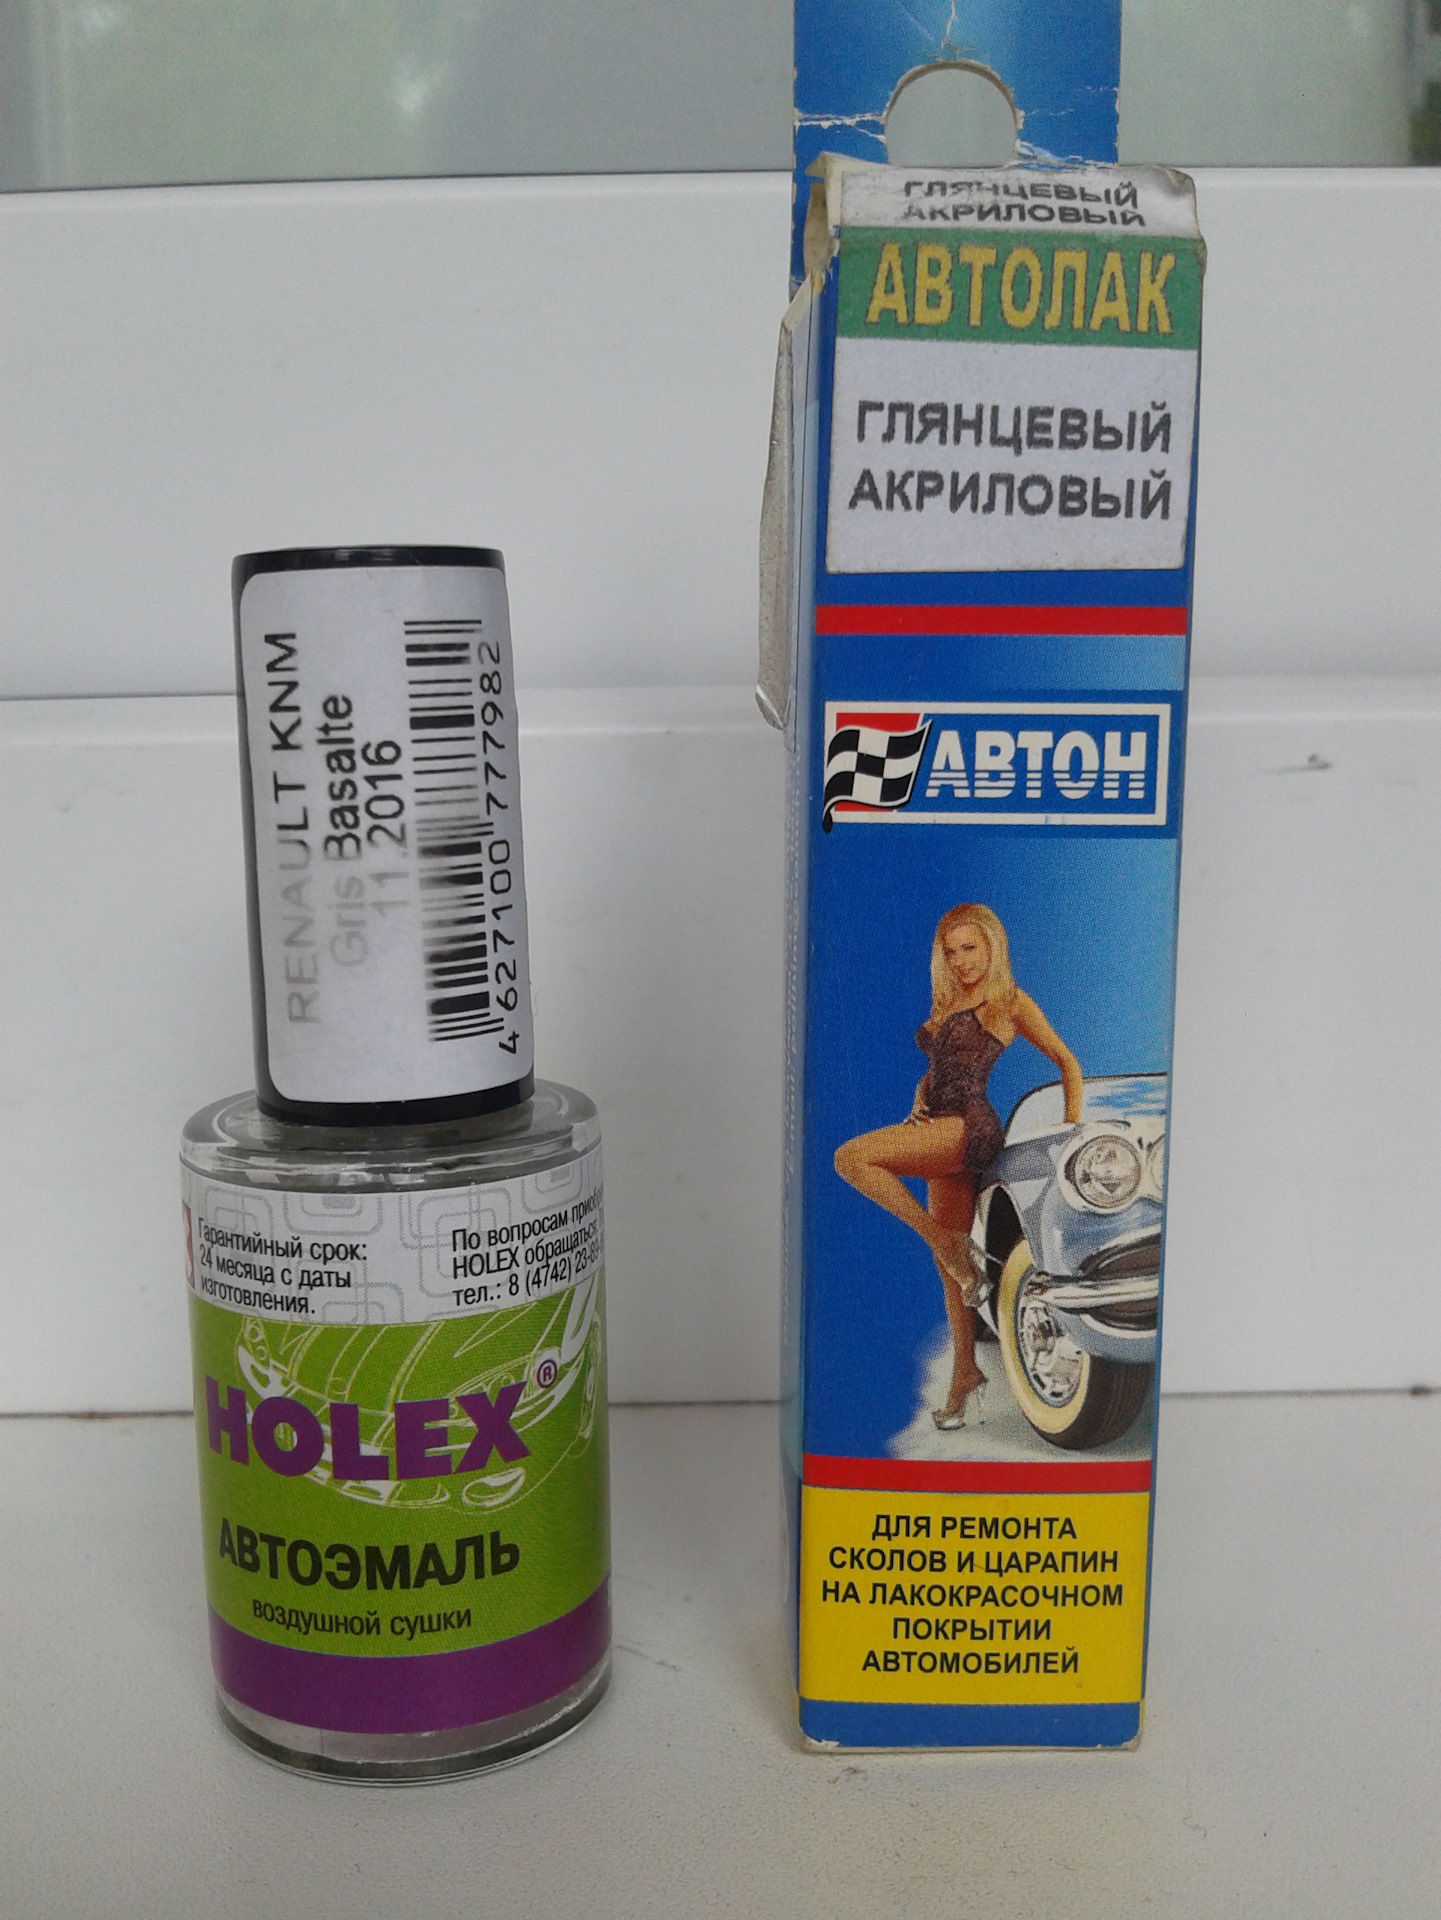 RENAULT KNM
Gris Basalte
11.2016
4 627100 777982
Гарантийный срок:
24 месяца с даты
изготовления.
По вопросам
HOLEX обращаться:
тел.: 8 (4742)
HOLEX®
АВТОЭМАЛЬ
воздушной сушки
ГЛЯНЦЕВЫЙ
АКРИЛОВЫЙ
АВТОЛАК
ГЛЯНЦЕВЫЙ
АКРИЛОВЫЙ
АВТОН
ДЛЯ РЕМОНТА
СКОЛОВ И ЦАРАПИН
НА ЛАКОКРАСОЧНОМ
ПОКРЫТИИ
АВТОМОБИЛЕЙ